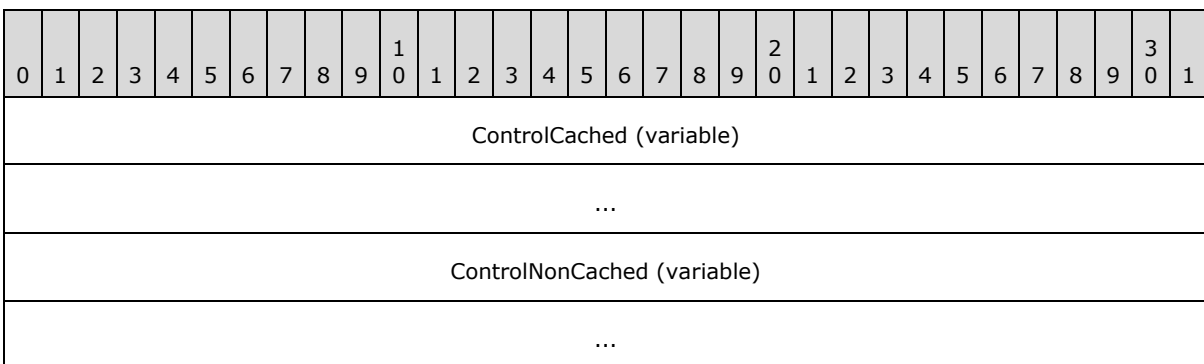 0 1 2 3 4 5 6 7 8 9 1 0 1 2 3 4 5 6 7 8 9 2 0 1 2 3 4 5 6 7 8 9 3 0 1
ControlCached (variable)
...
ControlNonCached (variable)
...